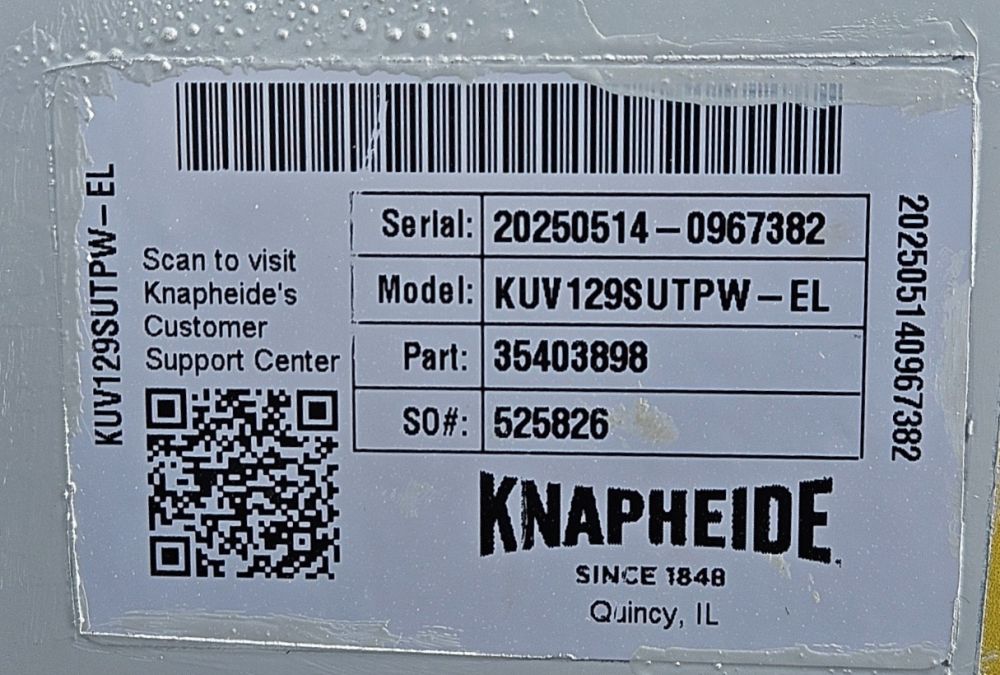 KUV129SUTPW-EL
Scan to visit
Knapheide's
Customer
Support Center
Serial: 20250514-0967382
Model: KUV129SUTPW-EL
Part: 35403898
SO#: 525826
202505140967382
KNAPHEIDE
SINCE 1848
Quincy, IL